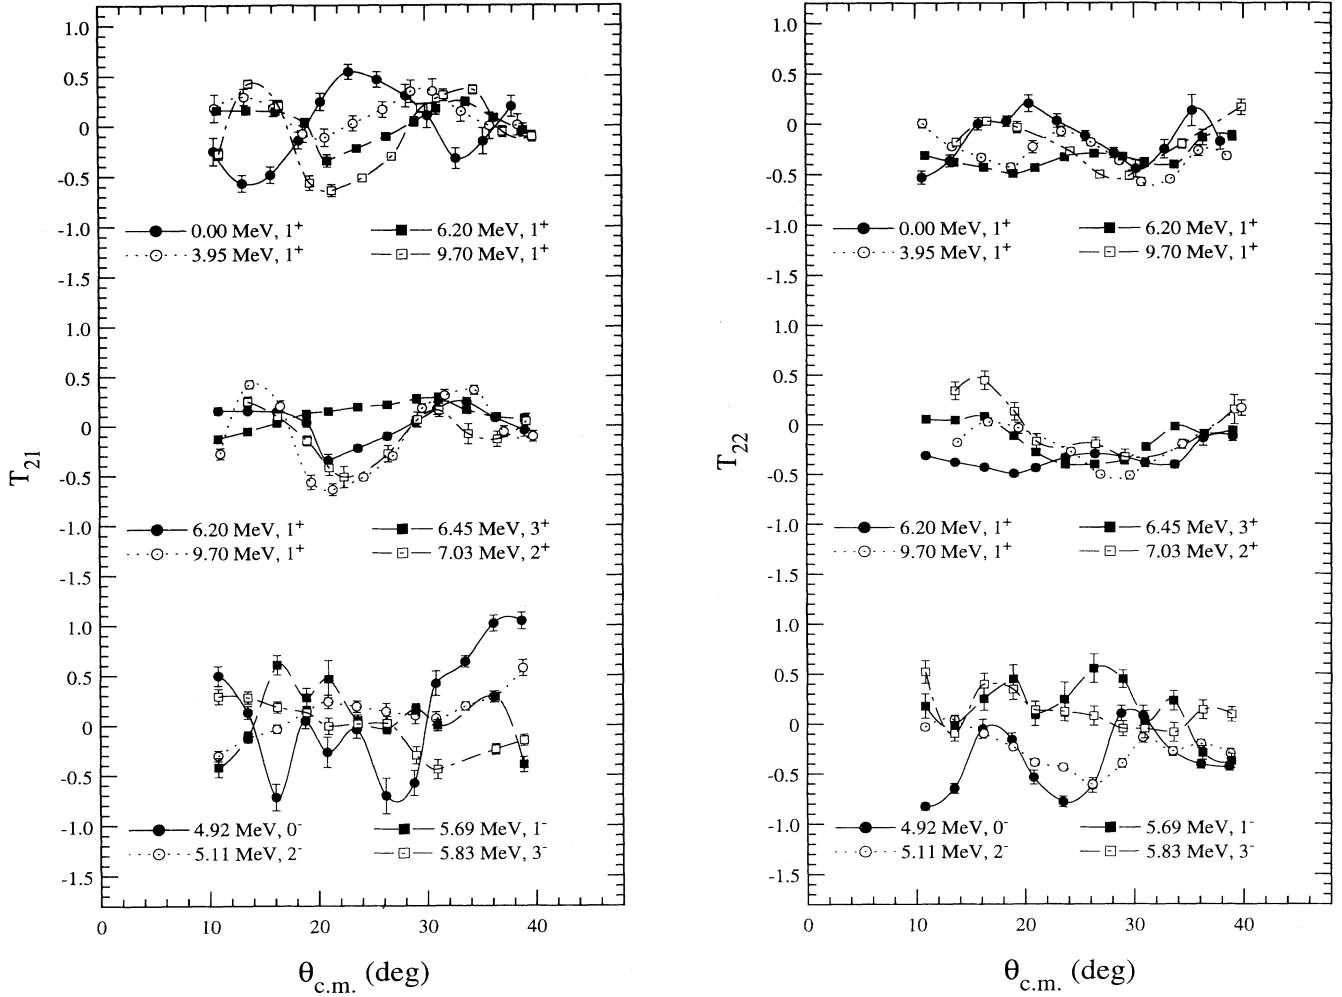 1.0
0.5
0
-0.5
0.00 MeV, 1+ 6.20 MeV, 1+
-1.0
3.95 MeV, 1+ 9.70 MeV, 1+
-1.5
1.0
0.5
0
-0.5
-1.0
6.20 MeV, 1+ 6.45 MeV, 3+
9.70 MeV, 1+ 7.03 MeV, 2+
-1.5
1.0
0.5
0
-0.5
-1.0
4.92 MeV, 0- 5.69 MeV, 1-
5.11 MeV, 2- 5.83 MeV, 3-
-1.5
T21
0 10 20 30 40
θc.m. (deg)
1.0
0.5
0
-0.5
-1.0
0.00 MeV, 1+ 6.20 MeV, 1+
3.95 MeV, 1+ 9.70 MeV, 1+
-1.5
1.0
0.5
0
-0.5
-1.0
6.20 MeV, 1+ 6.45 MeV, 3+
9.70 MeV, 1+ 7.03 MeV, 2+
-1.5
1.0
0.5
0
-0.5
-1.0
4.92 MeV, 0- 5.69 MeV, 1-
5.11 MeV, 2- 5.83 MeV, 3-
-1.5
T22
0 10 20 30 40
θc.m. (deg)